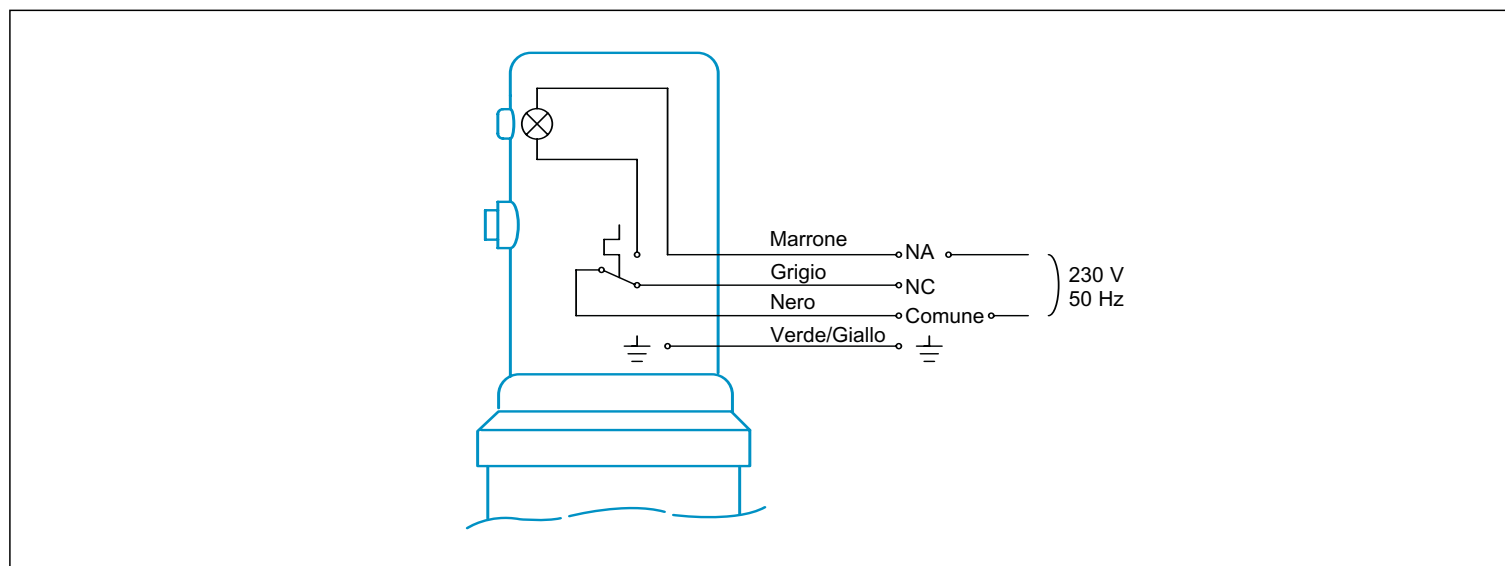 Marrone
NA
Grigio
NC
Nero
Comune
Verde/Giallo
230 V
50 Hz